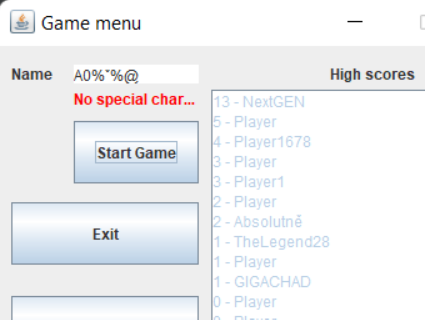 Game menu
Name
A0%ˇ%@
High scores
No special char...
13 - NextGEN
5 - Player
4 - Player1678
3 - Player
3 - Player1
2 - Player
2 - Absolutně
1 - TheLegend28
1 - Player
1 - GIGACHAD
0 - Player
Start Game
Exit